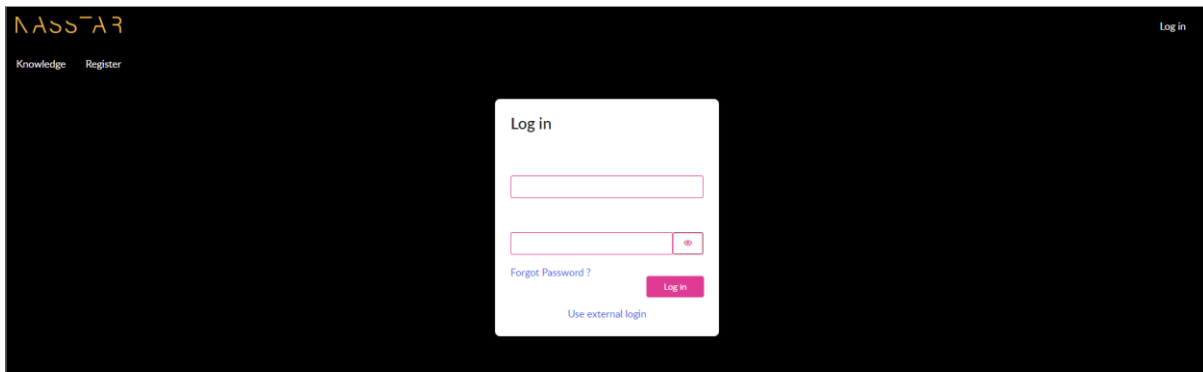 NASSTAR
Log in
Knowledge Register
Log in
Forgot Password ?
Log in
Use external login